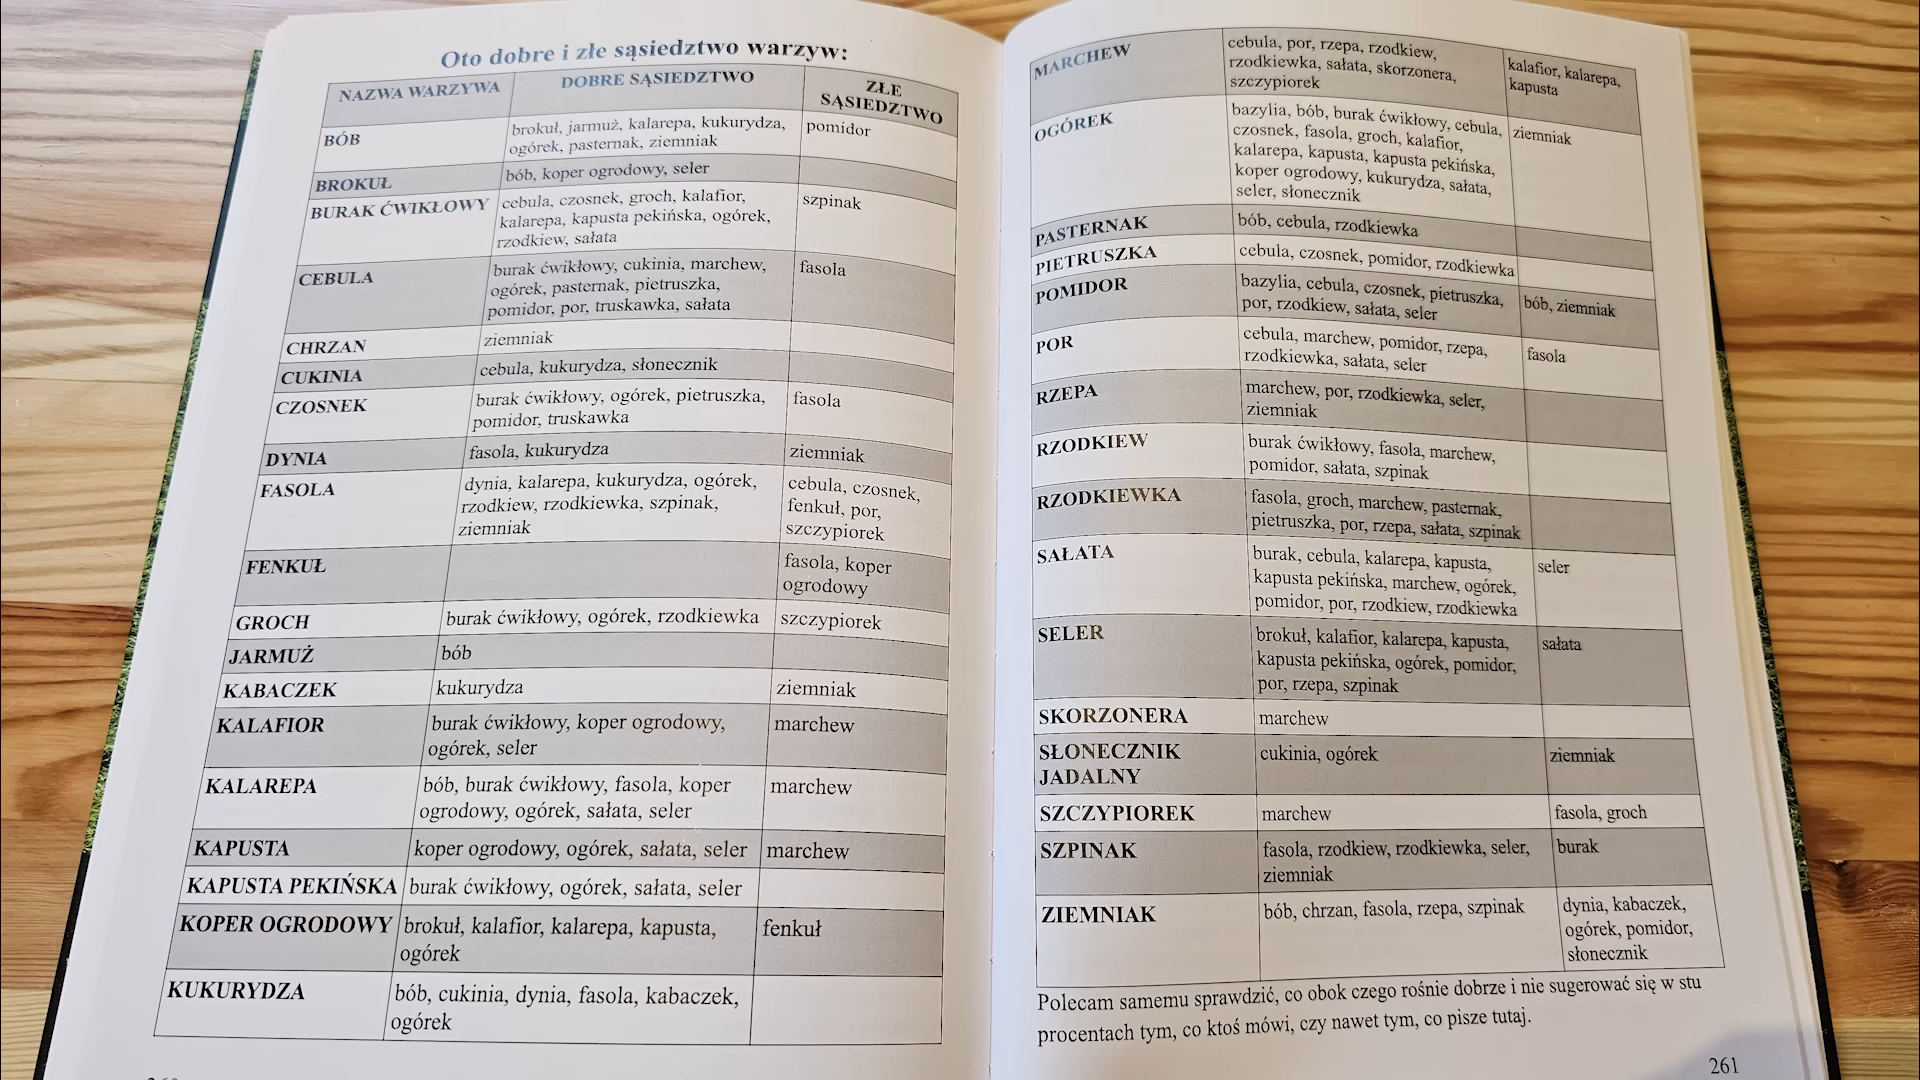 Oto dobre i złe sąsiedztwo warzyw:
NAZWA WARZYWA DOBRE SĄSIEDZTWO ZŁE
SĄSIEDZTWO
BÓB brokuł, jarmuż, kalarepa, kukurydza, pomidor
ogórek, pasternak, ziemniak
BROKUŁ bób, koper ogrodowy, seler
BURAK ĆWIKŁOWY cebula, czosnek, groch, kalafior, szpinak
kalarepa, kapusta pekińska, ogórek,
rzodkiew, sałata
CEBULA burak ćwikłowy, cukinia, marchew, fasola
ogórek, pasternak, pietruszka,
pomidor, por, truskawka, sałata
CHRZAN ziemniak
CUKINIA cebula, kukurydza, słonecznik
CZOSNEK burak ćwikłowy, ogórek, pietruszka, fasola
pomidor, truskawka
DYNIA fasola, kukurydza ziemniak
FASOLA dynia, kalarepa, kukurydza, ogórek, cebula, czosnek,
rzodkiew, rzodkiewka, szpinak, fenkuł, por,
ziemniak szczypiorek
FENKUŁ fasola, koper
ogrodowy
GROCH burak ćwikłowy, ogórek, rzodkiewka szczypiorek
JARMUŻ bób
KABACZEK kukurydza ziemniak
KALAFIOR burak ćwikłowy, koper ogrodowy, marchew
ogórek, seler
KALAREPA bób, burak ćwikłowy, fasola, koper marchew
ogrodowy, ogórek, sałata, seler
KAPUSTA koper ogrodowy, ogórek, sałata, seler marchew
KAPUSTA PEKIŃSKA burak ćwikłowy, ogórek, sałata, seler
KOPER OGRODOWY brokuł, kalafior, kalarepa, kapusta, fenkuł
ogórek
KUKURYDZA bób, cukinia, dynia, fasola, kabaczek,
ogórek
MARCHEW cebula, por, rzepa, rzodkiew, kalafior, kalarepa,
rzodkiewka, sałata, skorzonera, kapusta
szczypiorek
OGÓREK bazylia, bób, burak ćwikłowy, cebula, ziemniak
czosnek, fasola, groch, kalafior,
kalarepa, kapusta, kapusta pekińska,
koper ogrodowy, kukurydza, sałata,
seler, słonecznik
PASTERNAK bób, cebula, rzodkiewka
PIETRUSZKA cebula, czosnek, pomidor, rzodkiewka
POMIDOR bazylia, cebula, czosnek, pietruszka, bób, ziemniak
por, rzodkiew, sałata, seler
POR cebula, marchew, pomidor, rzepa, fasola
rzodkiewka, sałata, seler
RZEPA marchew, por, rzodkiewka, seler,
ziemniak
RZODKIEW burak ćwikłowy, fasola, marchew,
pomidor, sałata, szpinak
RZODKIEWKA fasola, groch, marchew, pasternak,
pietruszka, por, rzepa, sałata, szpinak
SAŁATA burak, cebula, kalarepa, kapusta, seler
kapusta pekińska, marchew, ogórek,
pomidor, por, rzodkiew, rzodkiewka
SELER brokuł, kalafior, kalarepa, kapusta, sałata
kapusta pekińska, ogórek, pomidor,
por, rzepa, szpinak
SKORZONERA marchew
SŁONECZNIK cukinia, ogórek ziemniak
JADALNY
SZCZYPIOREK marchew fasola, groch
SZPINAK fasola, rzodkiew, rzodkiewka, seler, burak
ziemniak
ZIEMNIAK bób, chrzan, fasola, rzepa, szpinak dynia, kabaczek,
ogórek, pomidor,
słonecznik
Polecam samemu sprawdzić, co obok czego rośnie dobrze i nie sugerować się w stu
procentach tym, co ktoś mówi, czy nawet tym, co pisze tutaj.
261